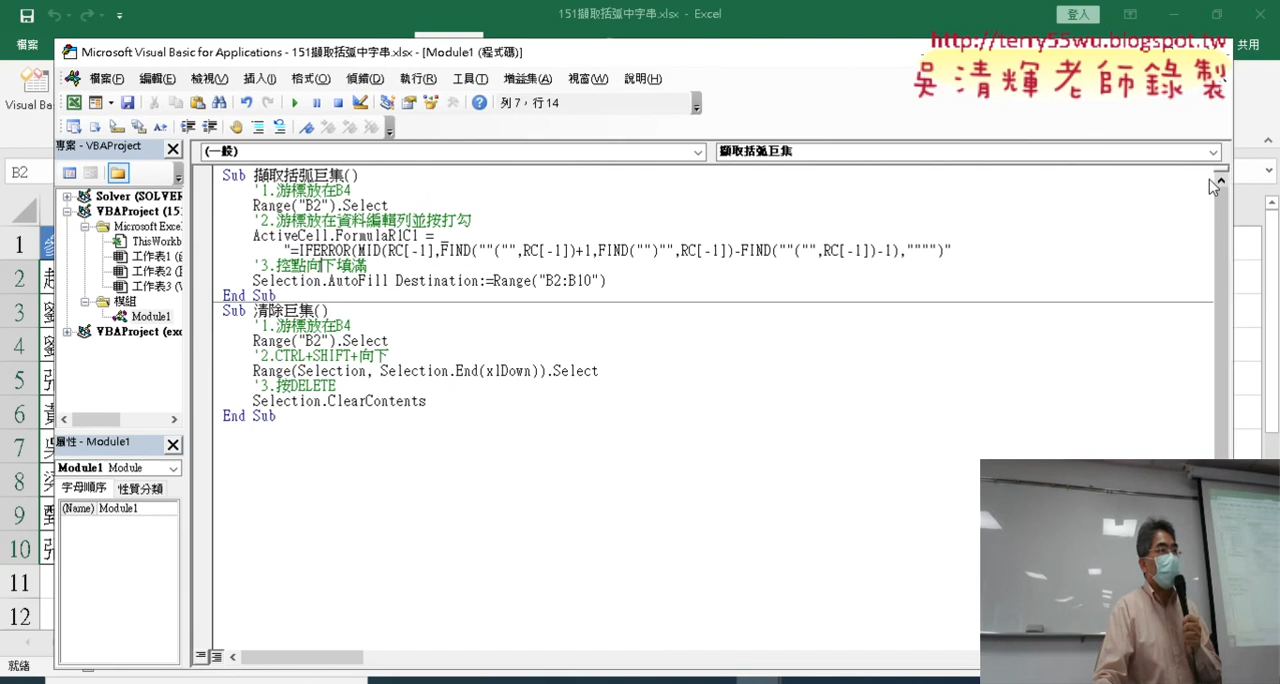 151擷取括弧中字串.xlsx - Excel
登入
檔案
共用
http://terry55wu.blogspot.tw
吳清輝老師錄製
Microsoft Visual Basic for Applications - 151擷取括弧中字串.xlsx - [Module1 (程式碼)]
檔案(F) 編輯(E) 檢視(V) 插入(I) 格式(O) 偵錯(D) 執行(R) 工具(T) 增益集(A) 視窗(W) 說明(H)
Visual Ba
列 7，行 14
專案 - VBAProject
(一般)
擷取括弧巨集
B2
Solver (SOLVER
VBAProject (15
Microsoft Exce
ThisWorkb
工作表1 (
工作表2 (
工作表3 (
模組
Module1
VBAProject (exc
屬性 - Module1
Module1 Module
字母順序 性質分類
(Name) Module1
Sub 擷取括弧巨集()
'1.游標放在B4
Range("B2").Select
'2.游標放在資料編輯列並按打勾
ActiveCell.FormulaR1C1 = _
"=IFERROR(MID(RC[-1],FIND(""("",RC[-1])+1,FIND("")"",RC[-1])-FIND(""("",RC[-1])-1),"""")"
'3.控點向下填滿
Selection.AutoFill Destination:=Range("B2:B10")
End Sub
Sub 清除巨集()
'1.游標放在B4
Range("B2").Select
'2.CTRL+SHIFT+向下
Range(Selection, Selection.End(xlDown)).Select
'3.按DELETE
Selection.ClearContents
End Sub
1
2
3
4
5
6
7
8
9
10
11
12
就緒